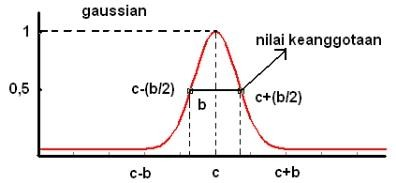 gaussian
1
nilai keanggotaan
0,5
c-(b/2)
c+(b/2)
b
c-b
c
c+b